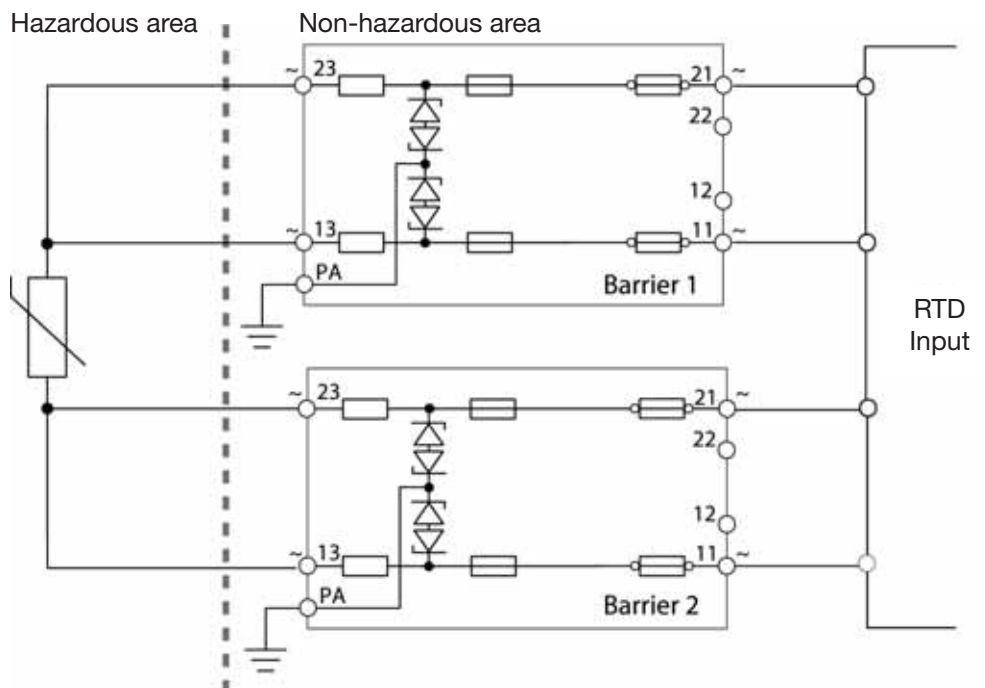 Hazardous area
Non-hazardous area
~ 23
21 ~
22
12
~ 13
11 ~
PA
Barrier 1
RTD
Input
~ 23
21 ~
22
12
~ 13
11 ~
PA
Barrier 2